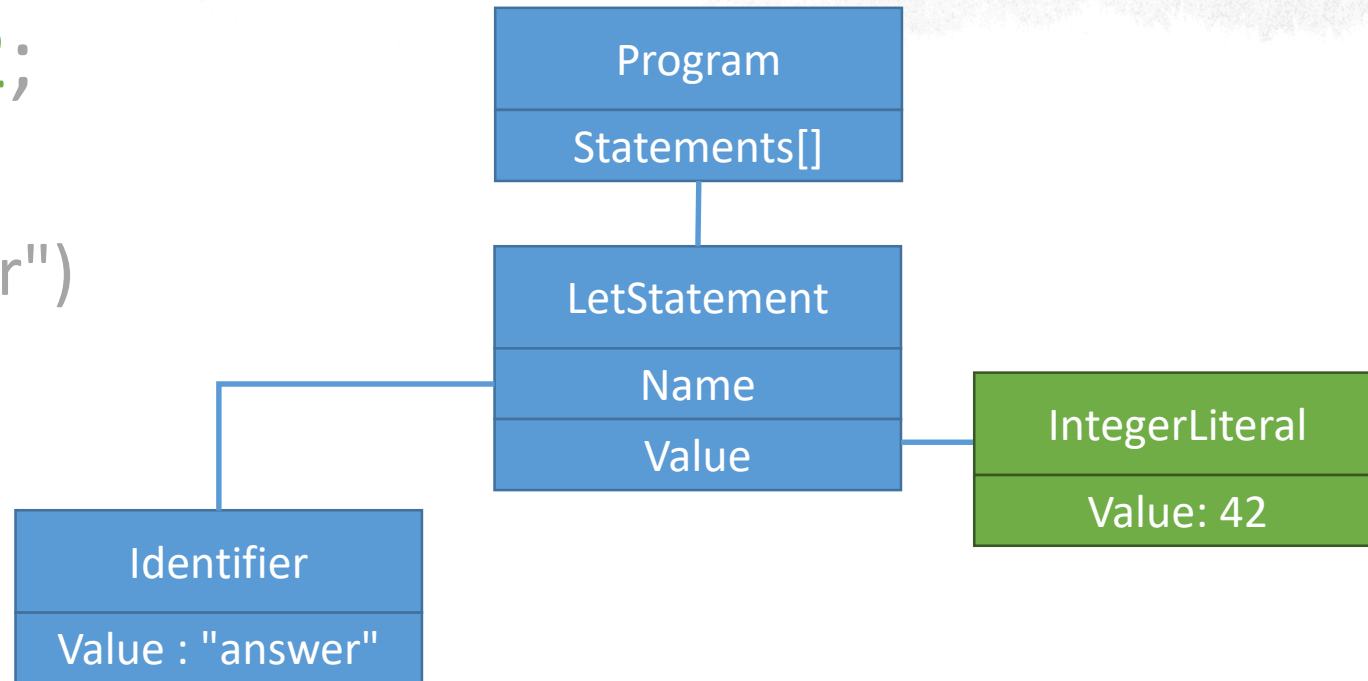 ;
r")
Program
Statements[]
LetStatement
Name
Value
IntegerLiteral
Value: 42
Identifier
Value : "answer"